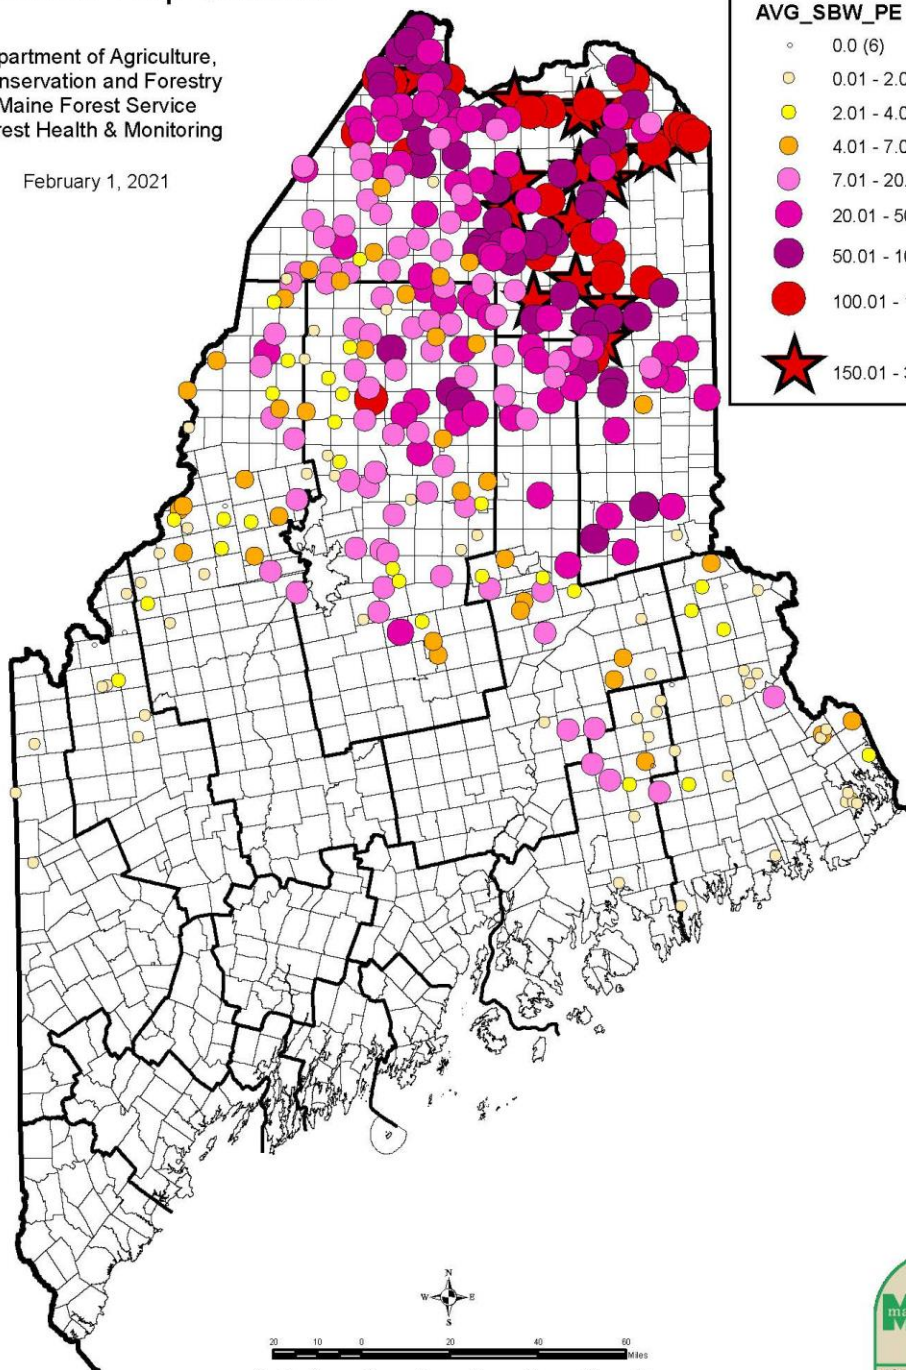 partment of Agriculture,
nservation and Forestry
Maine Forest Service
rest Health & Monitoring
February 1, 2021
AVG_SBW_PE
0.0 (6)
0.01 - 2.0
2.01 - 4.0
4.01 - 7.0
7.01 - 20.
20.01 - 50
50.01 - 10
100.01 -
150.01 - 3
N
W E
S
20 10 0 20 40 60
Miles